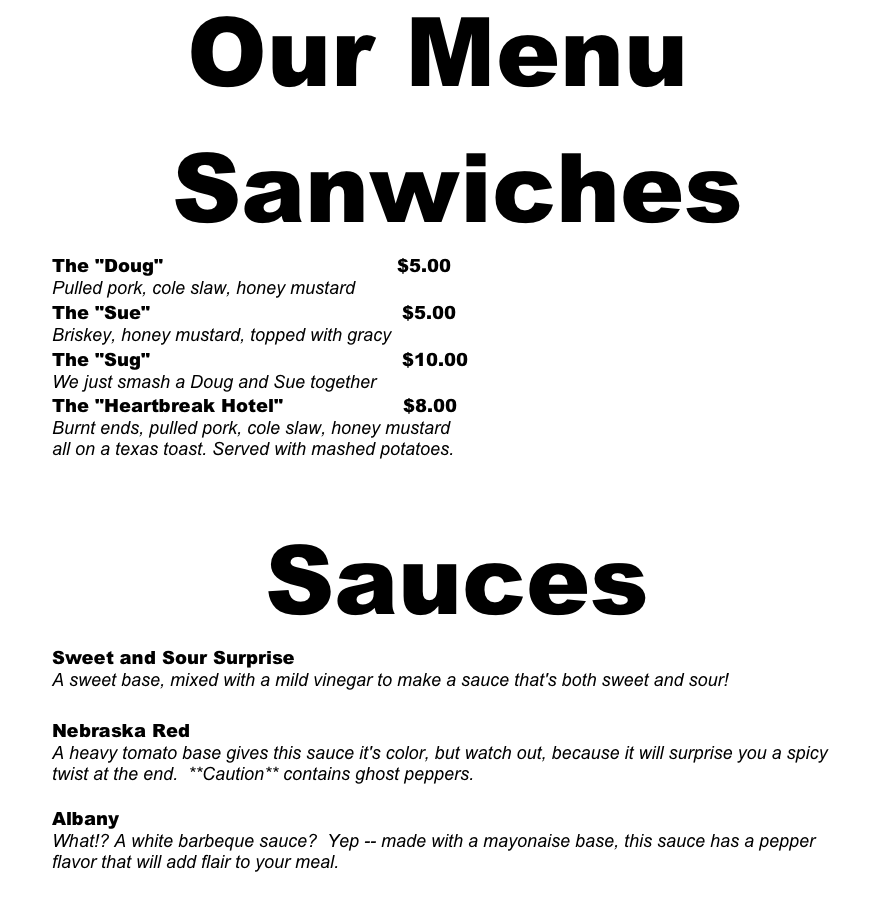 Our Menu
Sanwiches
The "Doug" $5.00
Pulled pork, cole slaw, honey mustard
The "Sue" $5.00
Briskey, honey mustard, topped with gracy
The "Sug" $10.00
We just smash a Doug and Sue together
The "Heartbreak Hotel" $8.00
Burnt ends, pulled pork, cole slaw, honey mustard
all on a texas toast. Served with mashed potatoes.
Sauces
Sweet and Sour Surprise
A sweet base, mixed with a mild vinegar to make a sauce that's both sweet and sour!
Nebraska Red
A heavy tomato base gives this sauce it's color, but watch out, because it will surprise you a spicy
twist at the end.  **Caution** contains ghost peppers.
Albany
What!? A white barbeque sauce?  Yep -- made with a mayonaise base, this sauce has a pepper
flavor that will add flair to your meal.